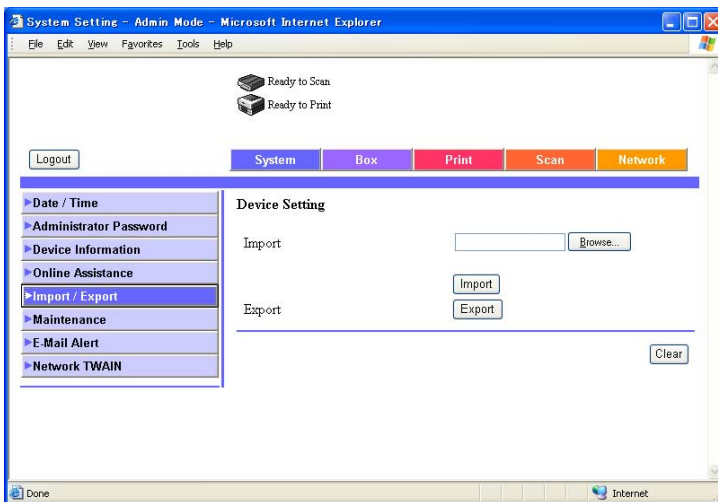 System Setting - Admin Mode - Microsoft Internet Explorer
File Edit View Favorites Tools Help
Ready to Scan
Ready to Print
Logout
System Box Print Scan Network
Date / Time
Administrator Password
Device Information
Online Assistance
Import / Export
Maintenance
E-Mail Alert
Network TWAIN
Device Setting
Import Browse...
Import
Export Export
Clear
Done Internet